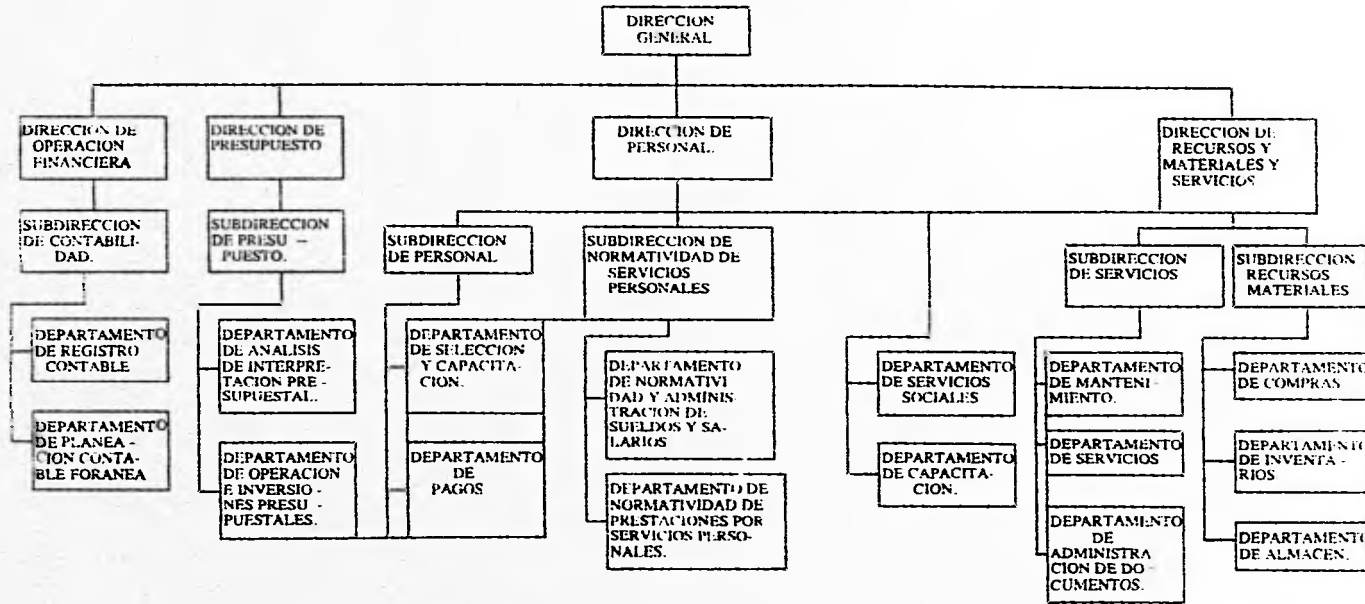 DIRECCION
GENERAL
DIRECCION DE
OPERACION
FINANCIERA
DIRECCION DE
PRESUPUESTO
DIRECCION DE
PERSONAL.
DIRECCION DE
RECURSOS Y
MATERIALES Y
SERVICIOS
SUBDIRECCION
DE CONTABILI-
DAD.
SUBDIRECCION
DE PRESU -
PUESTO.
SUBDIRECCION
DE PERSONAL
SUBDIRECCION DE
NORMATIVIDAD DE
SERVICIOS
PERSONALES
SUBDIRECCION
DE SERVICIOS
SUBDIRECCION
RECURSOS
MATERIALES
DEPARTAMENTO
DE REGISTRO
CONTABLE
DEPARTAMENTO
DE PLANEA -
CION CONTA-
BLE FORANEA
DEPARTAMENTO
DE ANALISIS
DE INTERPRE-
TACION PRE-
SUPUESTAL.
DEPARTAMENTO
DE OPERACION
E INVERSIO -
NES PRESU -
PUESTALES.
DEPARTAMENTO
DE SELECCION
Y CAPACITA-
CION.
DEPARTAMENTO
DE
PAGOS
DEPARTAMENTO
DE NORMATIVI
DAD Y ADMINIS-
TRACION DE
SUELDOS Y SA-
LARIOS
DEPARTAMENTO DE
NORMATIVIDAD DE
PRESTACIONES POR
SERVICIOS PERSO-
NALES.
DEPARTAMENTO
DE SERVICIOS
SOCIALES
DEPARTAMENTO
DE CAPACITA-
CION.
DEPARTAMENTO
DE MANTENI -
MIENTO.
DEPARTAMENTO
DE SERVICIOS
DEPARTAMENTO
DE
ADMINISTRA
CION DE DO -
CUMENTOS.
DEPARTAMENTO
DE COMPRAS
DEPARTAMENTO
DE INVENTA -
RIOS
DEPARTAMENTO
DE ALMACEN.